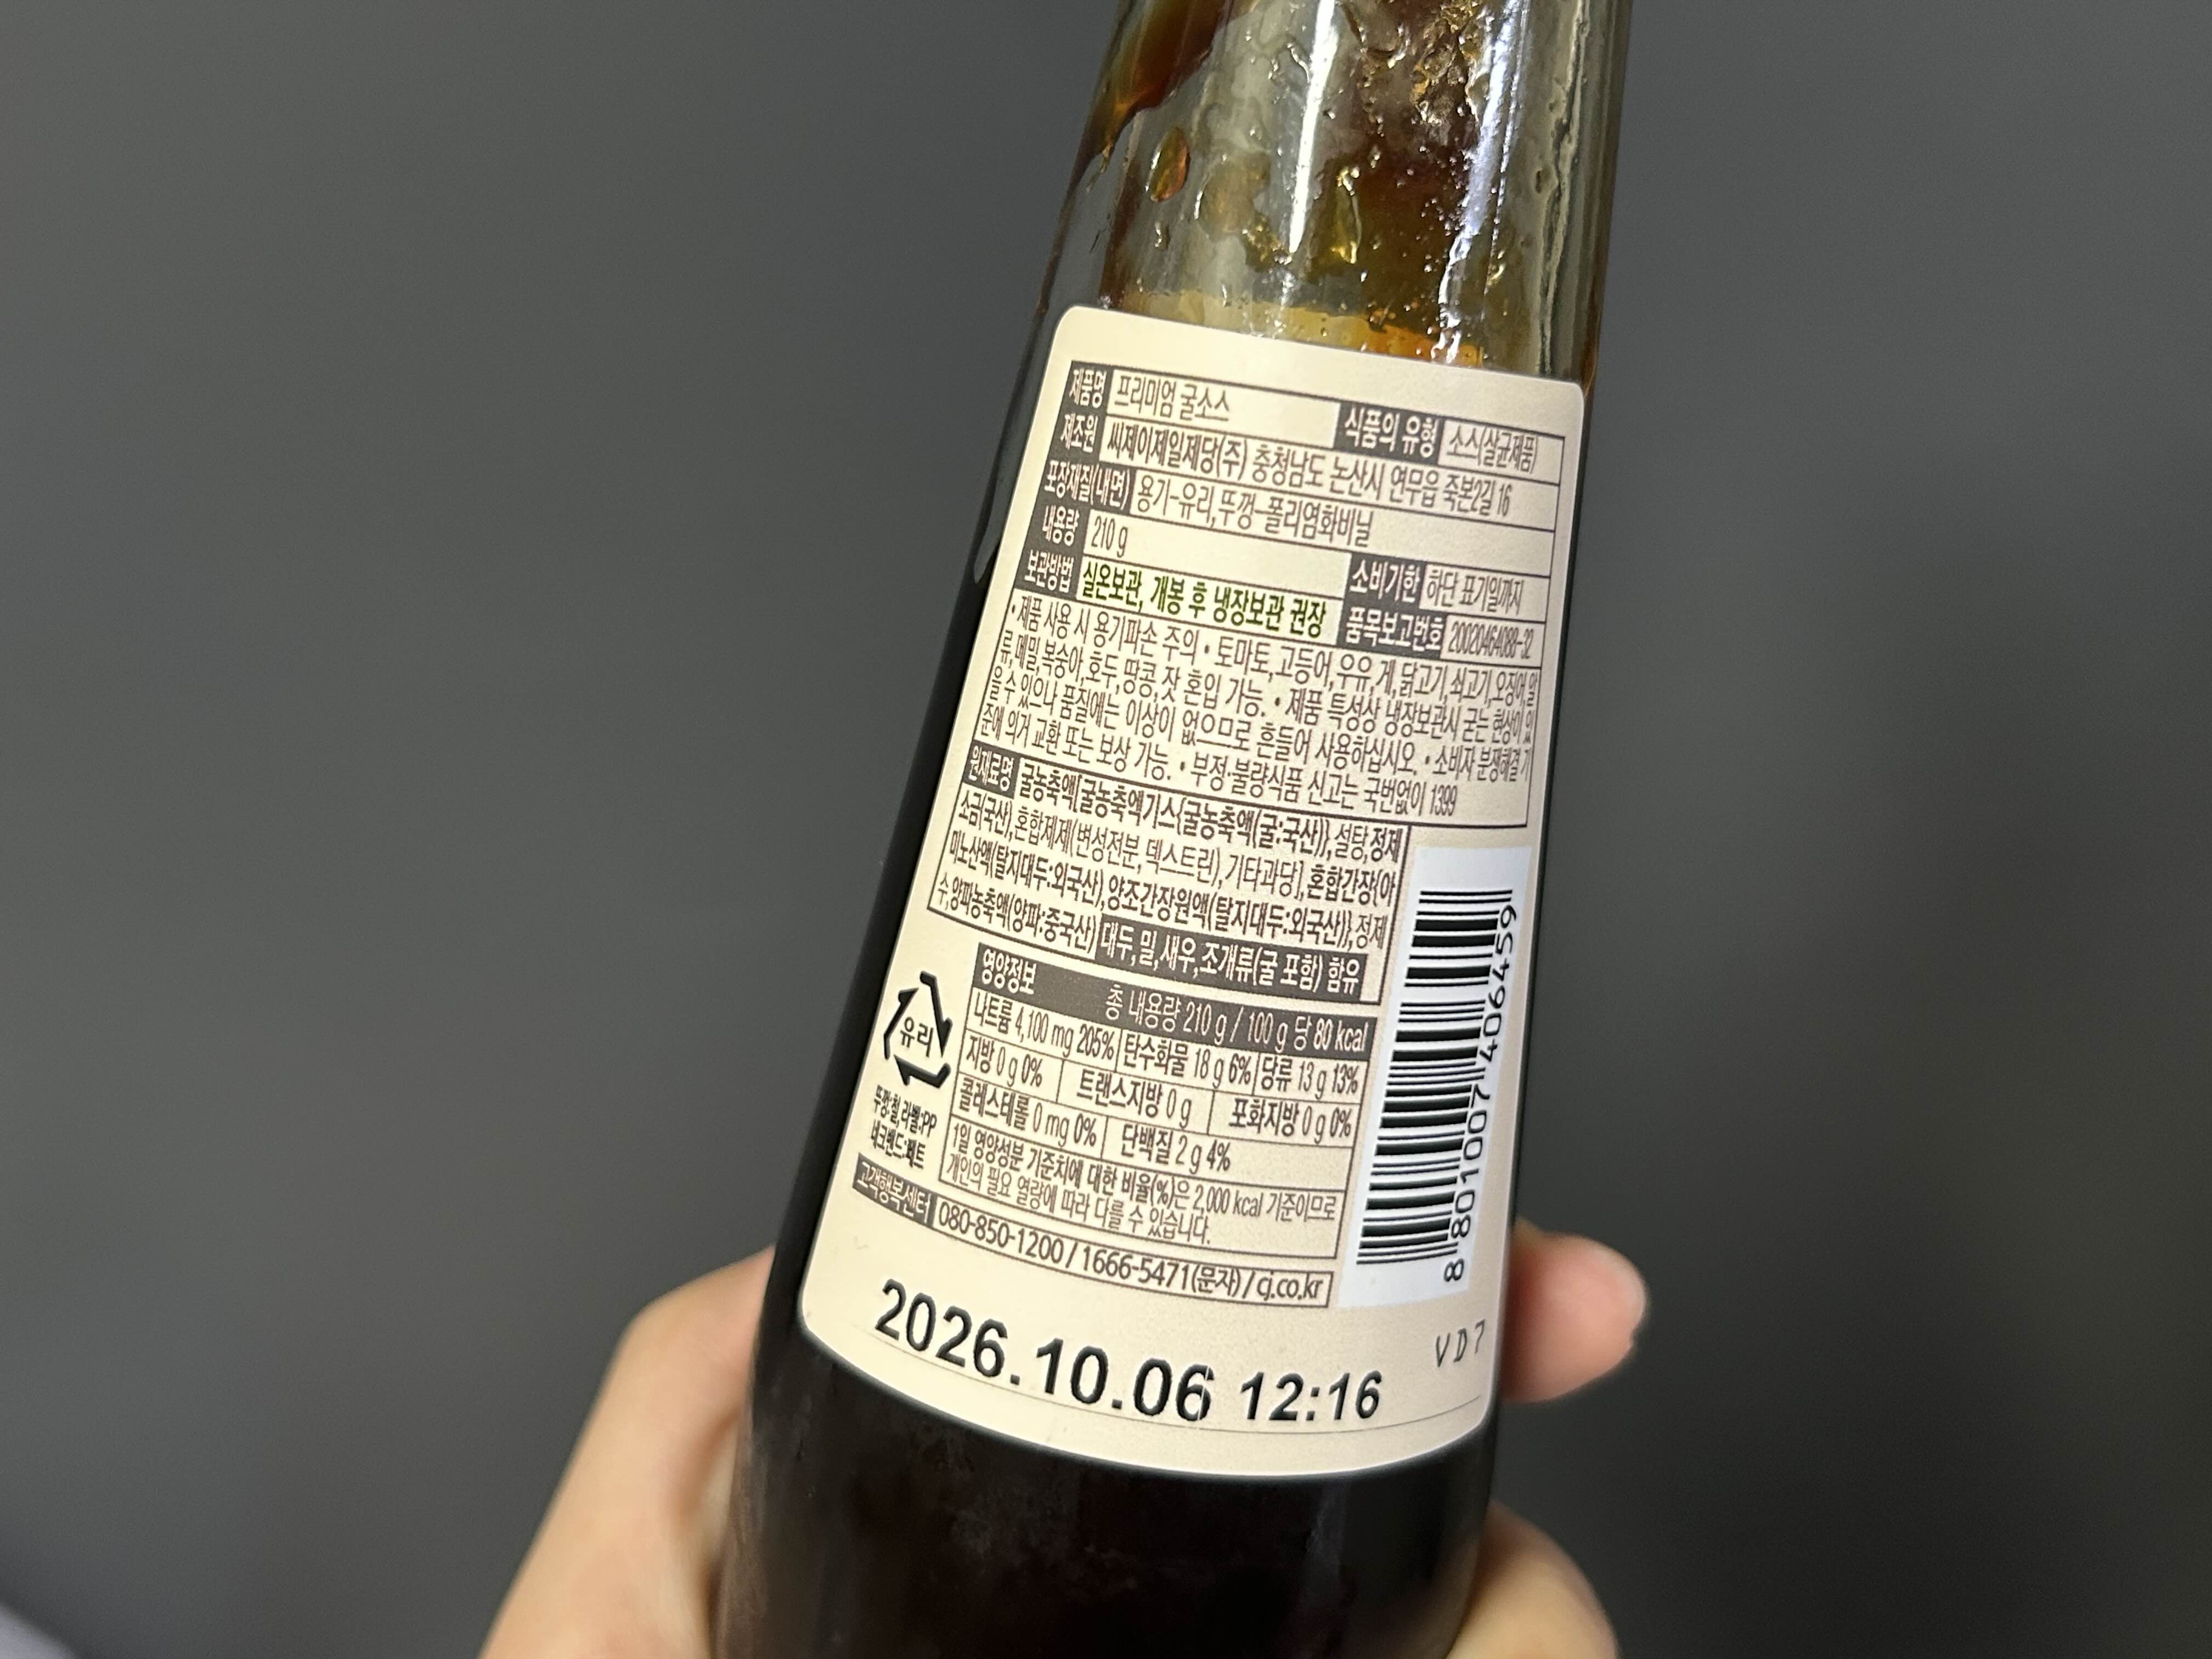 제품명 프리미엄 굴소스 식품의 유형 소스(살균제품)
제조원 씨제이제일제당(주) 충청남도 논산시 연무읍 죽본2길 16
포장재질(내면) 용기-유리, 뚜껑-폴리염화비닐
내용량 210 g 소비기한 하단 표기일까지
보관방법 실온보관, 개봉 후 냉장보관 권장 품목보고번호 20020464088-32
• 제품 사용 시 용기파손 주의 • 토마토, 고등어, 우유, 게, 닭고기, 쇠고기, 오징어, 알
류, 메밀, 복숭아, 호두, 땅콩, 잣 혼입 가능. • 제품 특성상 냉장보관시 굳는 현상이 있
을 수 있으나 품질에는 이상이 없으므로 흔들어 사용하십시오. • 소비자 분쟁해결 기
준에 의거 교환 또는 보상 가능. • 부정·불량식품 신고는 국번없이 1399
원재료명 굴농축액[굴농축엑기스{굴농축액(굴:국산)}, 설탕, 정제
소금(국산), 혼합제제(변성전분, 덱스트린), 기타과당], 혼합간장{아
미노산액(탈지대두:외국산), 양조간장원액(탈지대두:외국산)}, 정제
수, 양파농축액(양파:중국산) 대두, 밀, 새우, 조개류(굴 포함) 함유
영양정보 총 내용량 210 g / 100 g 당 80 kcal
나트륨 4,100 mg 205% 탄수화물 18 g 6% 당류 13 g 13%
지방 0 g 0% 트랜스지방 0 g 포화지방 0 g 0%
콜레스테롤 0 mg 0% 단백질 2 g 4%
1일 영양성분 기준치에 대한 비율(%)은 2,000 kcal 기준이므로
개인의 필요 열량에 따라 다를 수 있습니다.
유리
뚜껑:철, 라벨:PP
넥크밴드:페트
고객행복센터 080-850-1200 / 1666-5471(문자) / cj.co.kr
8 801007 406459
2026.10.06 12:16 VD7